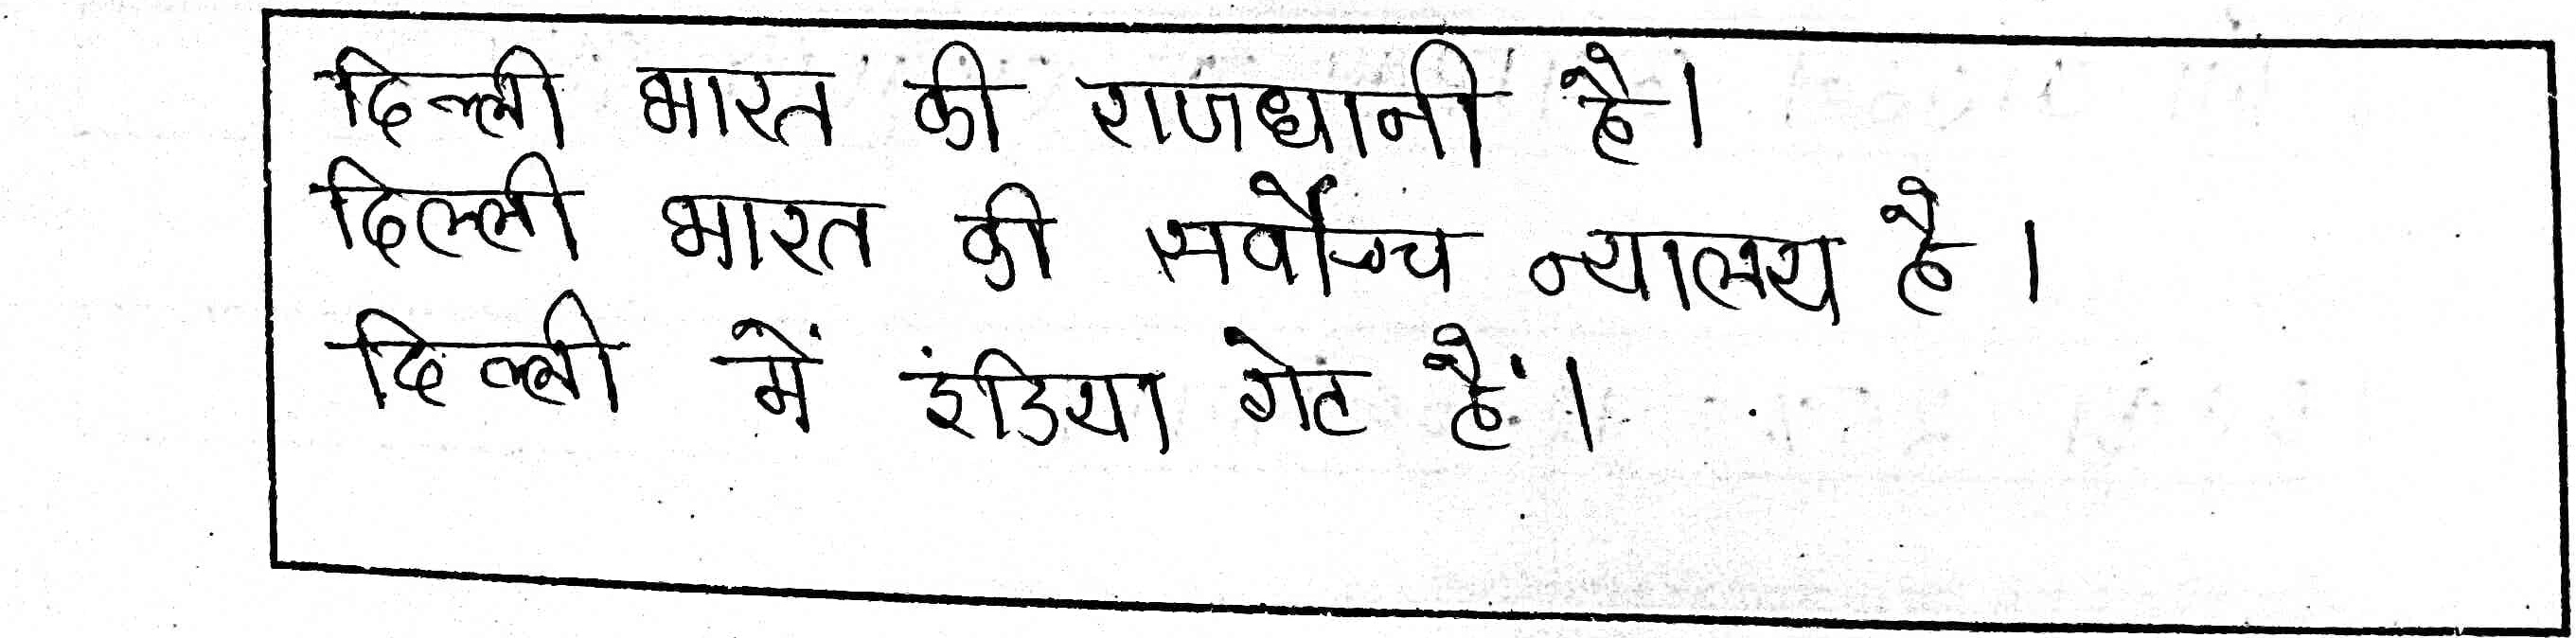 दिल्ली भारत की राजधानी है।
दिल्ली भारत की सर्वोच्च न्यालय है।
दिल्ली में इंडिया गेट हैं।